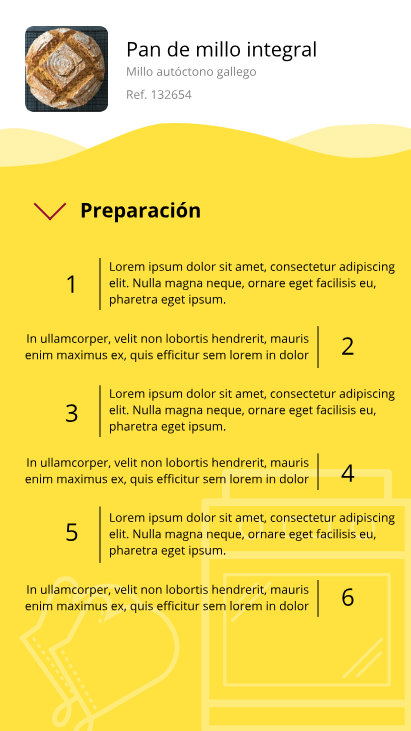 Pan de millo integral
Millo autóctono gallego
Ref. 132654
Preparación
1
Lorem ipsum dolor sit amet, consectetur adipiscing
elit. Nulla magna neque, ornare eget facilisis eu,
pharetra eget ipsum.
In ullamcorper, velit non lobortis hendrerit, mauris
enim maximus ex, quis efficitur sem lorem in dolor
2
3
Lorem ipsum dolor sit amet, consectetur adipiscing
elit. Nulla magna neque, ornare eget facilisis eu,
pharetra eget ipsum.
In ullamcorper, velit non lobortis hendrerit, mauris
enim maximus ex, quis efficitur sem lorem in dolor
4
5
Lorem ipsum dolor sit amet, consectetur adipiscing
elit. Nulla magna neque, ornare eget facilisis eu,
pharetra eget ipsum.
In ullamcorper, velit non lobortis hendrerit, mauris
enim maximus ex, quis efficitur sem lorem in dolor
6